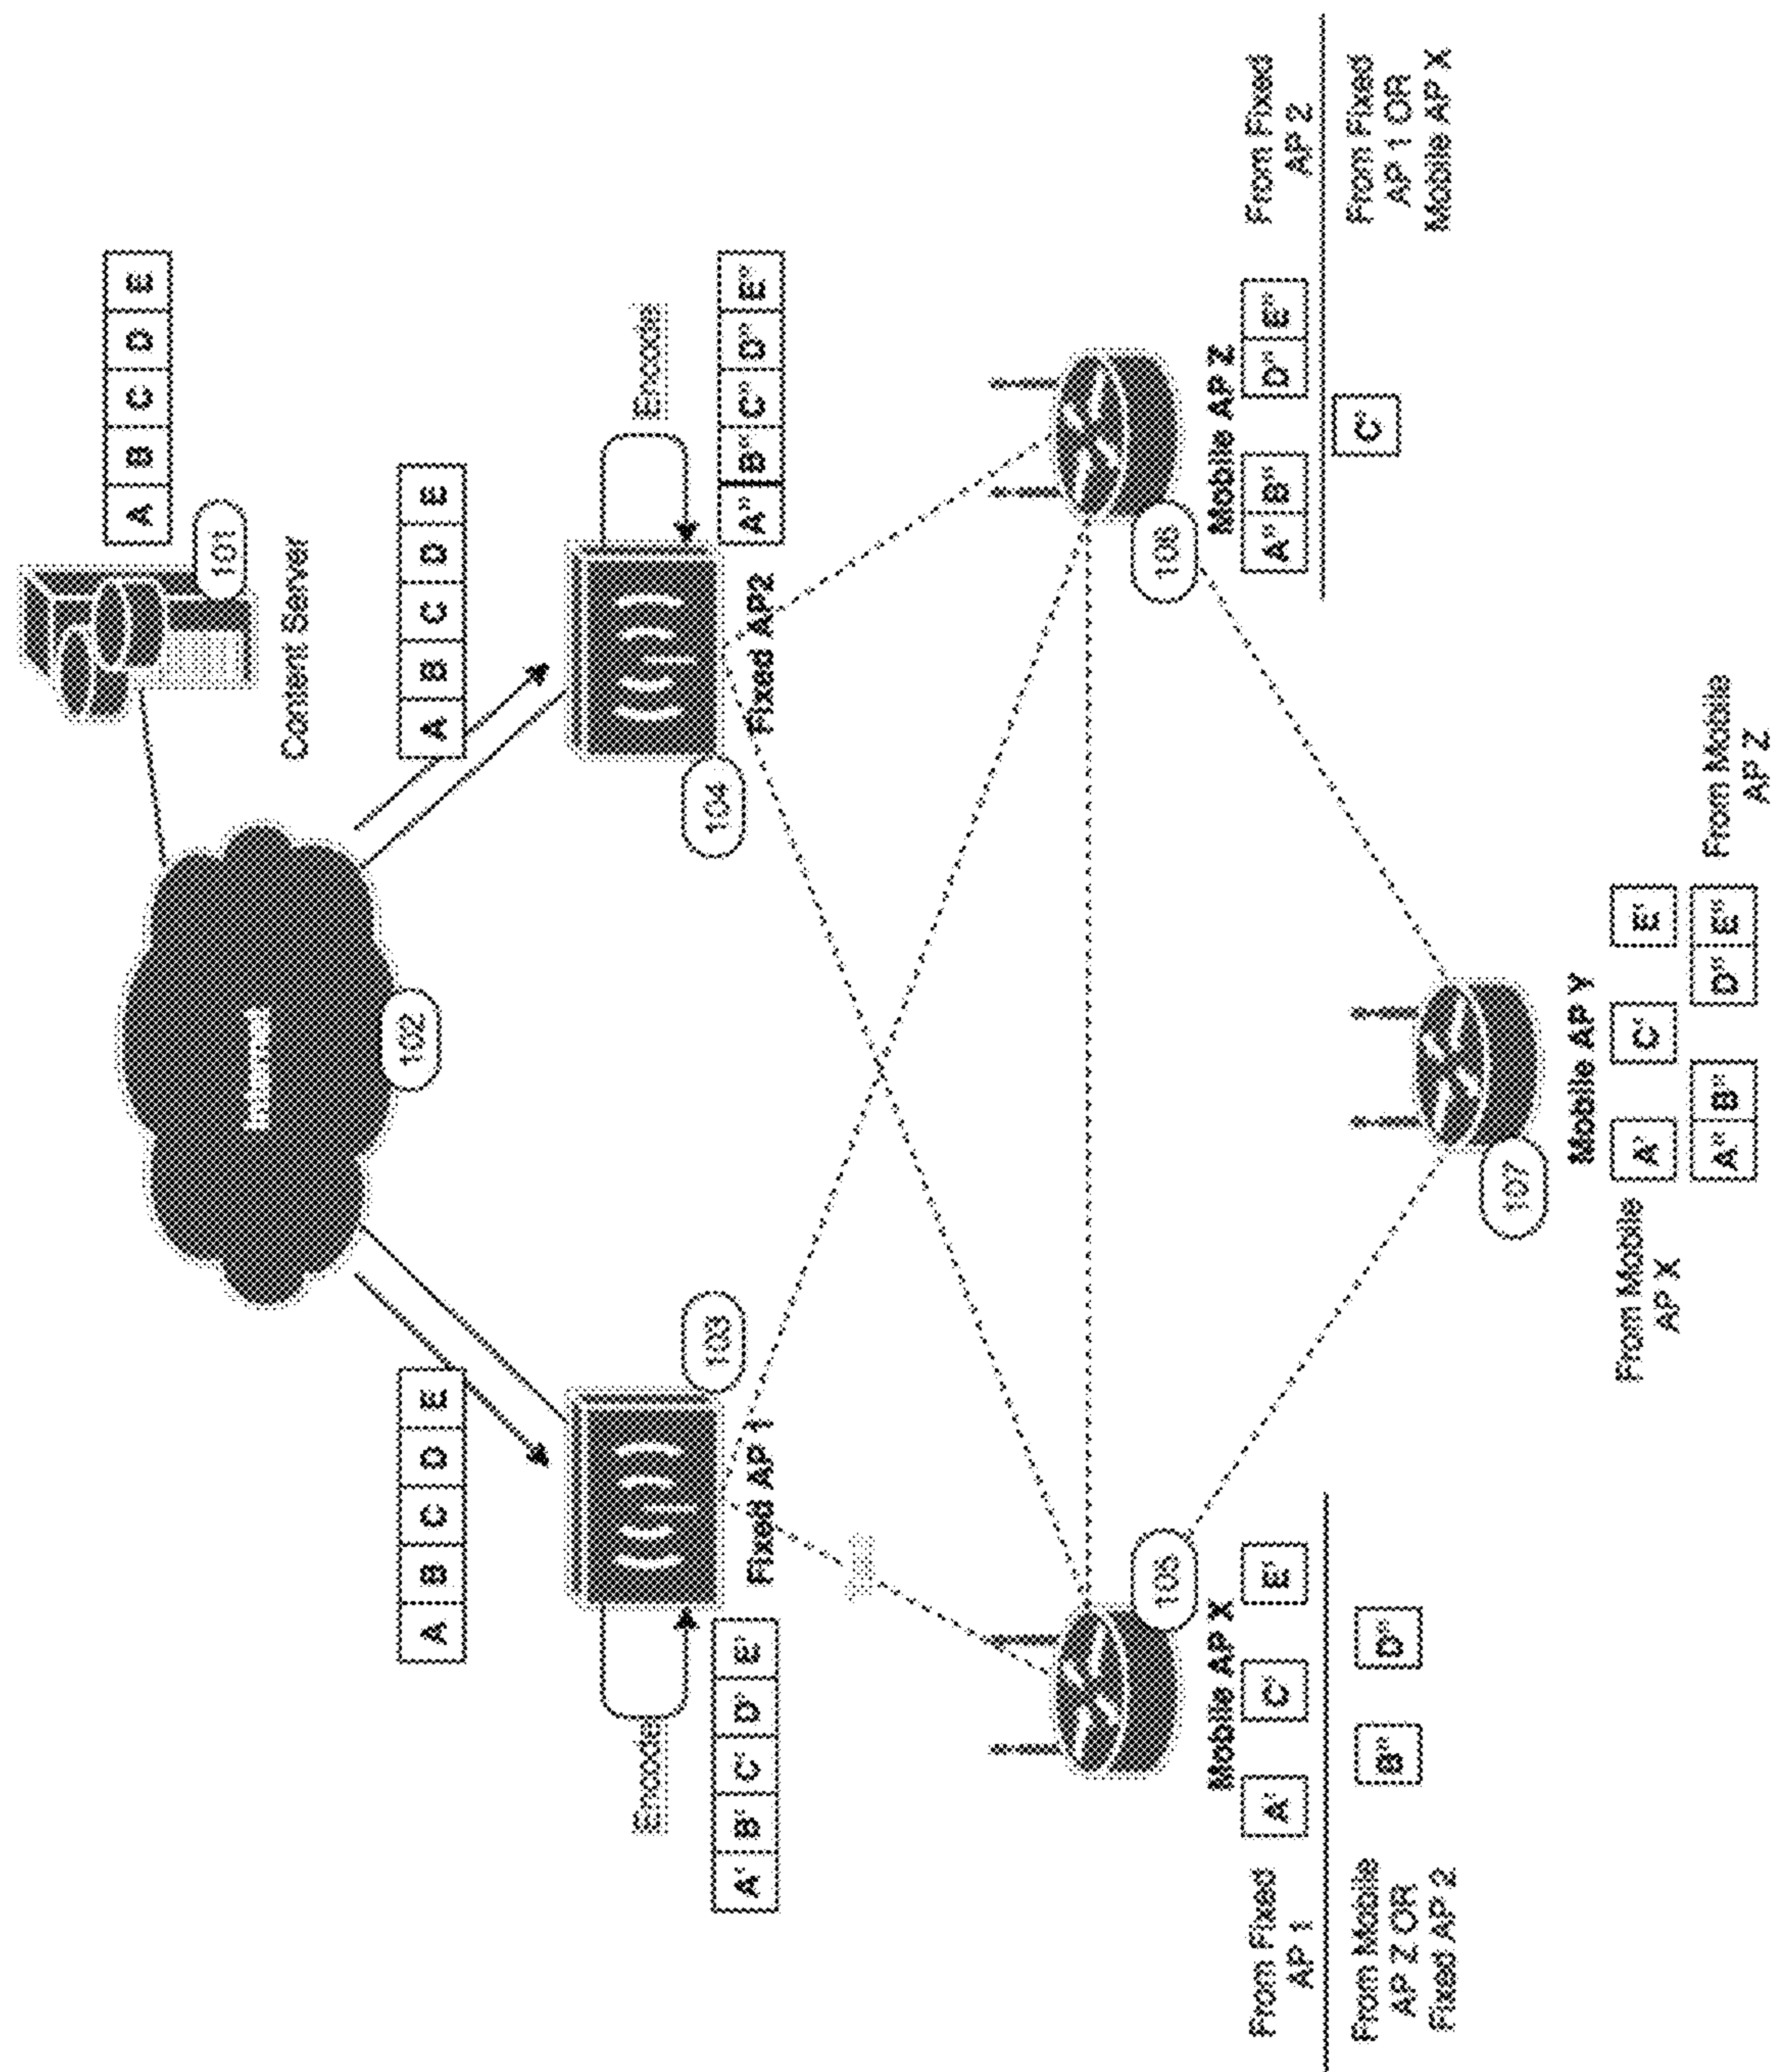 A B C D E
101
Content Server
102
A B C D E
A B C D E
Encoder
Encoder
103
104
Fixed AP 1
Fixed AP2
A' B' C' D' E'
A'' B'' C'' D'' E''
105
106
Mobile AP X
Mobile AP Z
From Fixed
AP 1
A' C' E'
A'' B'' D'' E''
From Fixed
AP 2
From Mobile
AP Z OR
Fixed AP 2
B'' D''
C'
From Fixed
AP 1 OR
Mobile AP X
107
Mobile AP Y
From Mobile
AP X
A' C' E'
A'' B'' D'' E''
From Mobile
AP Z